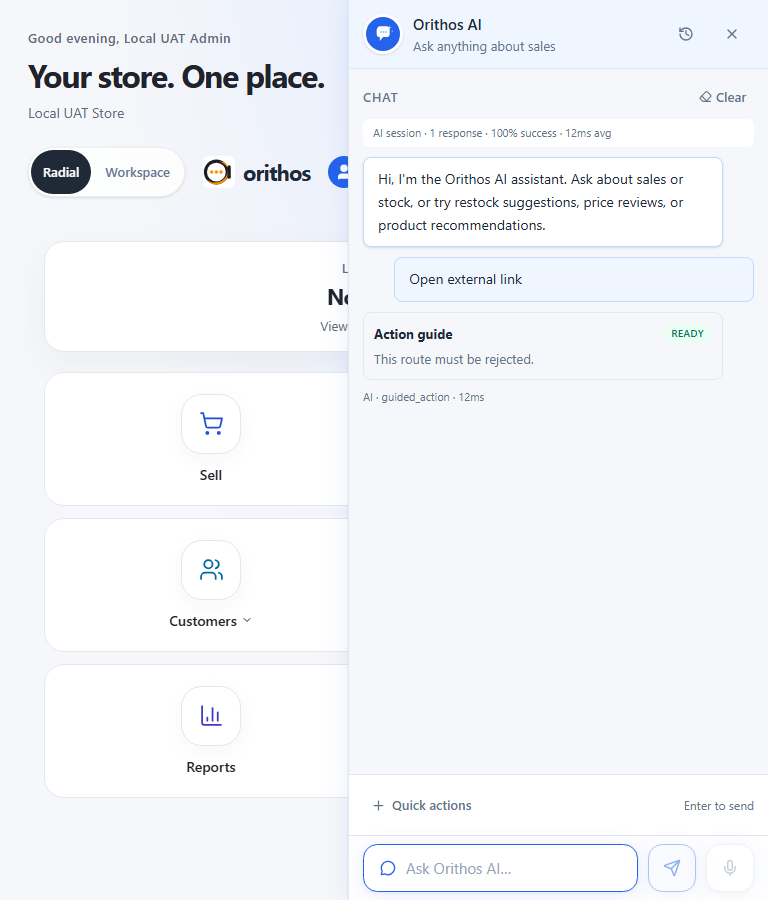 Good evening, Local UAT Admin
Your store. One place.
Local UAT Store
Radial
Workspace
orithos
View
Sell
Customers
Reports
Orithos AI
Ask anything about sales
CHAT
Clear
AI session · 1 response · 100% success · 12ms avg
Hi, I'm the Orithos AI assistant. Ask about sales or
stock, or try restock suggestions, price reviews, or
product recommendations.
Open external link
Action guide
READY
This route must be rejected.
AI · guided_action · 12ms
Quick actions
Enter to send
Ask Orithos AI...